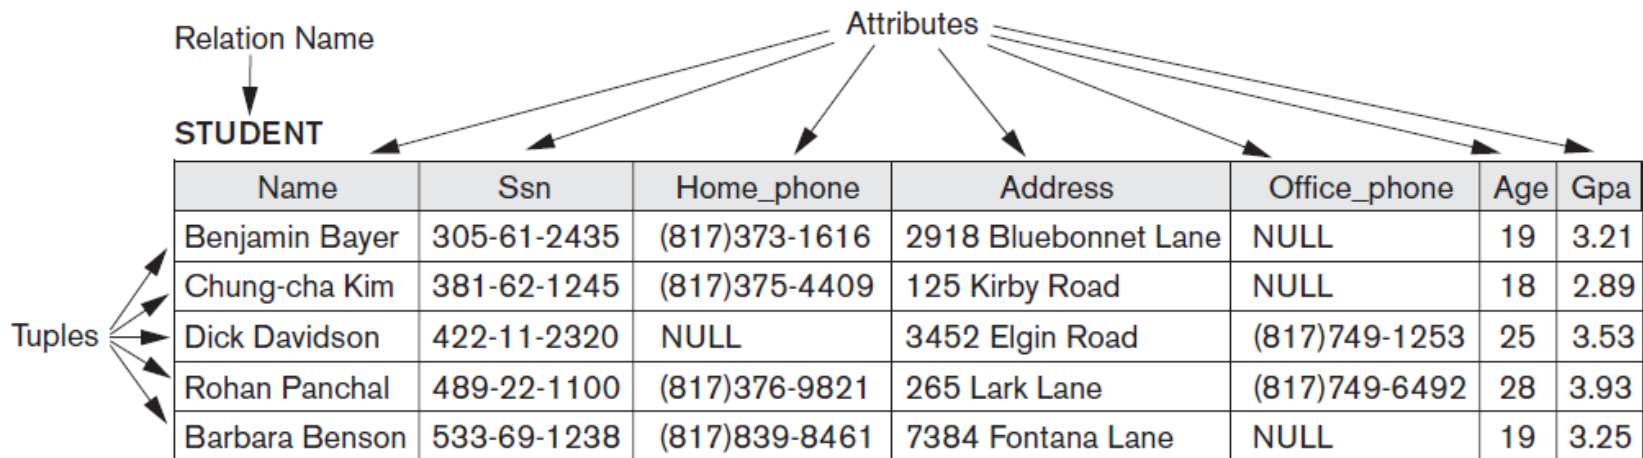 Attributes
Relation Name
STUDENT
Name Ssn Home_phone Address Office_phone Age Gpa
Benjamin Bayer 305-61-2435 (817)373-1616 2918 Bluebonnet Lane NULL 19 3.21
Chung-cha Kim 381-62-1245 (817)375-4409 125 Kirby Road NULL 18 2.89
Tuples Dick Davidson 422-11-2320 NULL 3452 Elgin Road (817)749-1253 25 3.53
Rohan Panchal 489-22-1100 (817)376-9821 265 Lark Lane (817)749-6492 28 3.93
Barbara Benson 533-69-1238 (817)839-8461 7384 Fontana Lane NULL 19 3.25